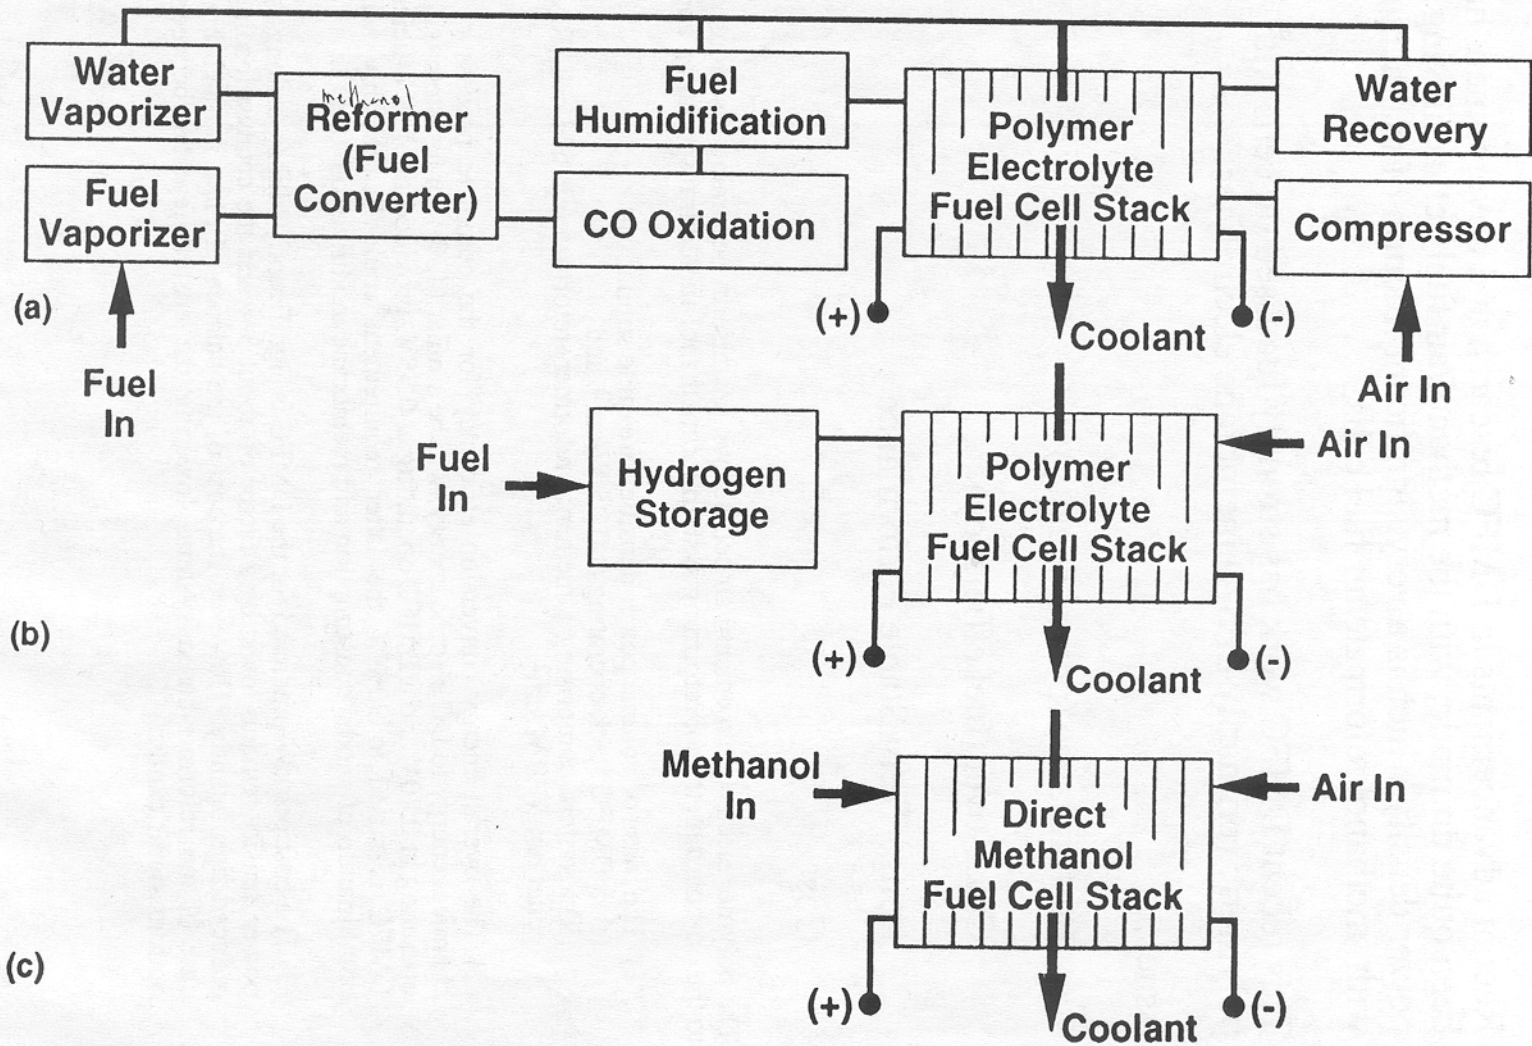 Water
Vaporizer
methanol
Reformer
(Fuel
Converter)
Fuel
Vaporizer
Fuel
Humidification
CO Oxidation
Polymer
Electrolyte
Fuel Cell Stack
Water
Recovery
Compressor
(a)
Fuel
In
(+)
Coolant
(-)
Air In
Fuel
In
Hydrogen
Storage
Polymer
Electrolyte
Fuel Cell Stack
Air In
(b)
(+)
Coolant
(-)
Methanol
In
Direct
Methanol
Fuel Cell Stack
Air In
(c)
(+)
Coolant
(-)